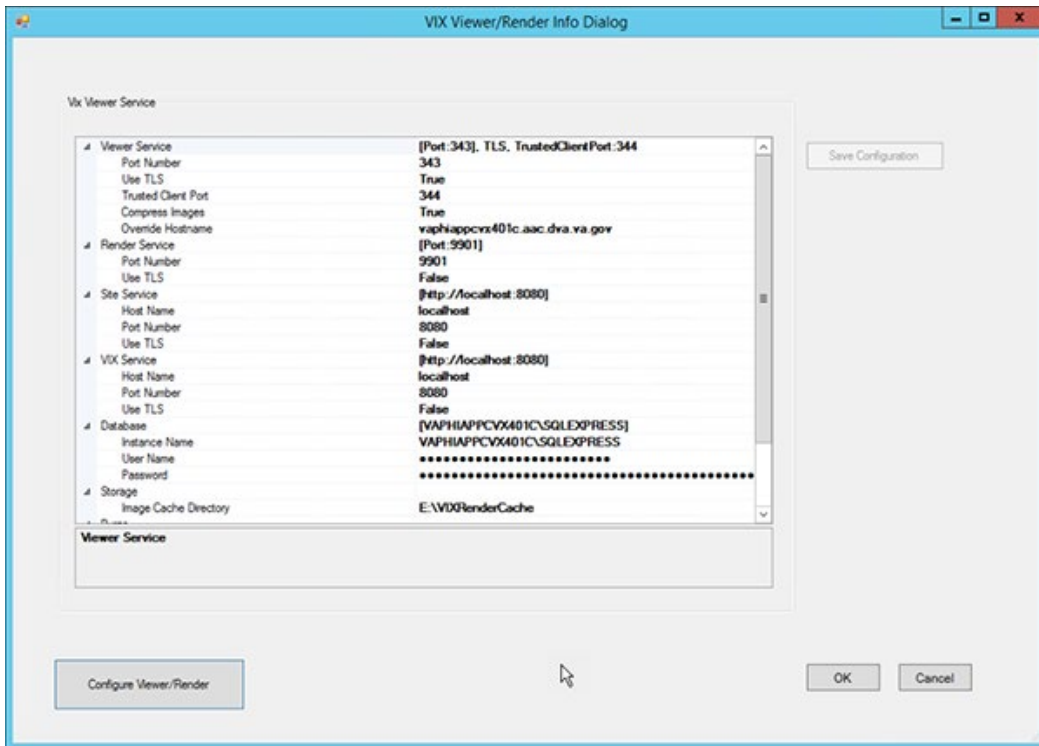 VIX Viewer/Render Info Dialog
Vix Viewer Service
Viewer Service [Port:343], TLS, TrustedClientPort:344
Port Number 343
Use TLS True
Trusted Client Port 344
Compress Images True
Override Hostname vaphiappcvx401c.aac.dva.va.gov
Render Service [Port:9901]
Port Number 9901
Use TLS False
Site Service [http://localhost:8080]
Host Name localhost
Port Number 8080
Use TLS False
VIX Service [http://localhost:8080]
Host Name localhost
Port Number 8080
Use TLS False
Database [VAPHIAPPCVX401C\SQLEXPRESS]
Instance Name VAPHIAPPCVX401C\SQLEXPRESS
User Name
Password
Storage
Image Cache Directory E:\VIXRenderCache
Viewer Service
Save Configuration
Configure Viewer/Render
OK
Cancel